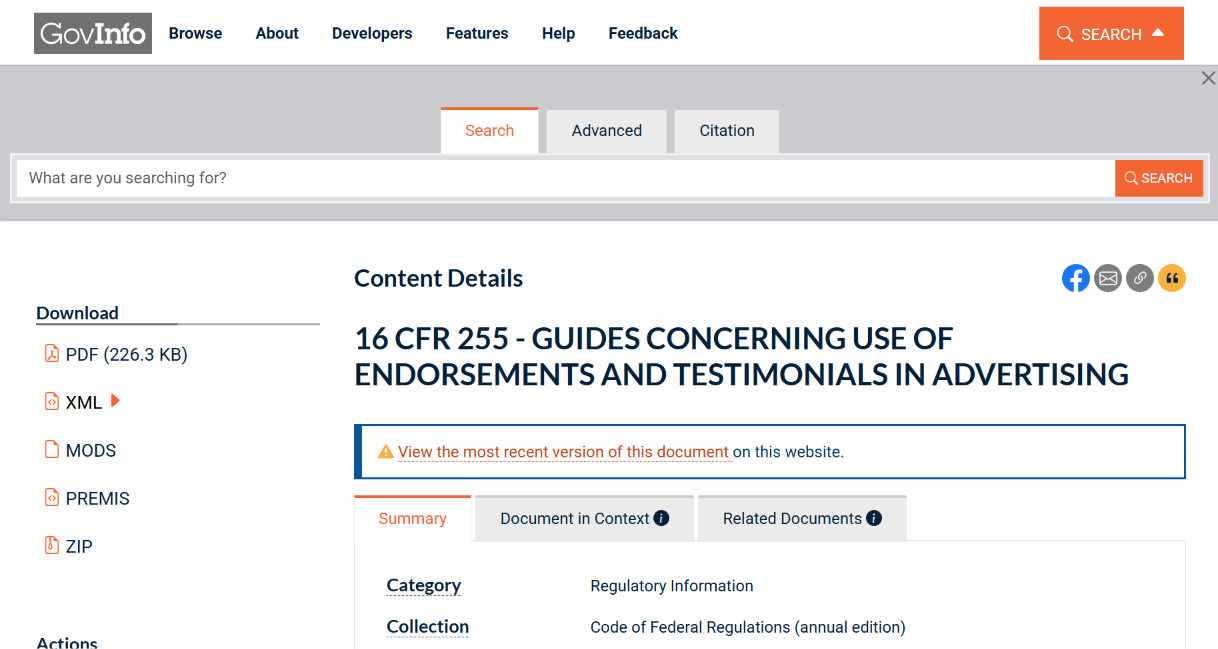 GovInfo
Browse
About
Developers
Features
Help
Feedback
SEARCH
Search
Advanced
Citation
What are you searching for?
SEARCH
Content Details
Download
PDF (226.3 KB)
XML
MODS
PREMIS
ZIP
Actions
16 CFR 255 - GUIDES CONCERNING USE OF
ENDORSEMENTS AND TESTIMONIALS IN ADVERTISING
View the most recent version of this document on this website.
Summary
Document in Context
Related Documents
Category
Regulatory Information
Collection
Code of Federal Regulations (annual edition)